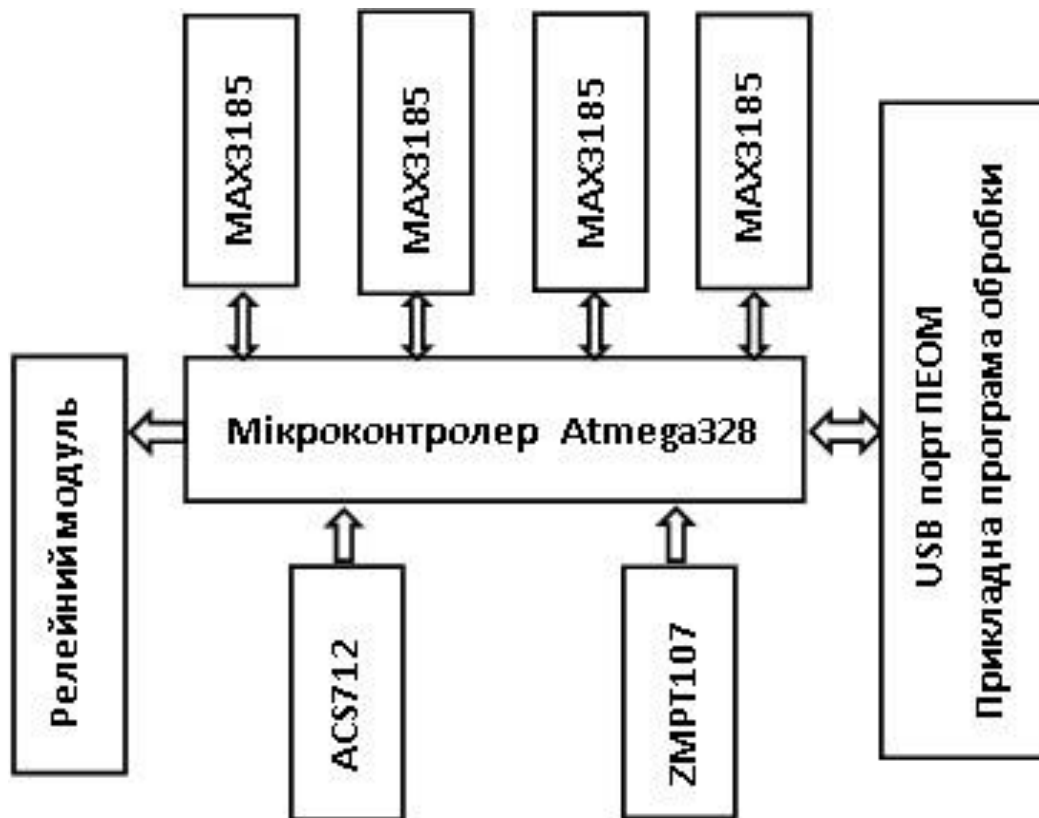 MAX3185
MAX3185
MAX3185
MAX3185
Релейний модуль
Мікроконтролер Atmega328
USB порт ПЕОМ
Прикладна програма обробки
ACS712
ZMPT107